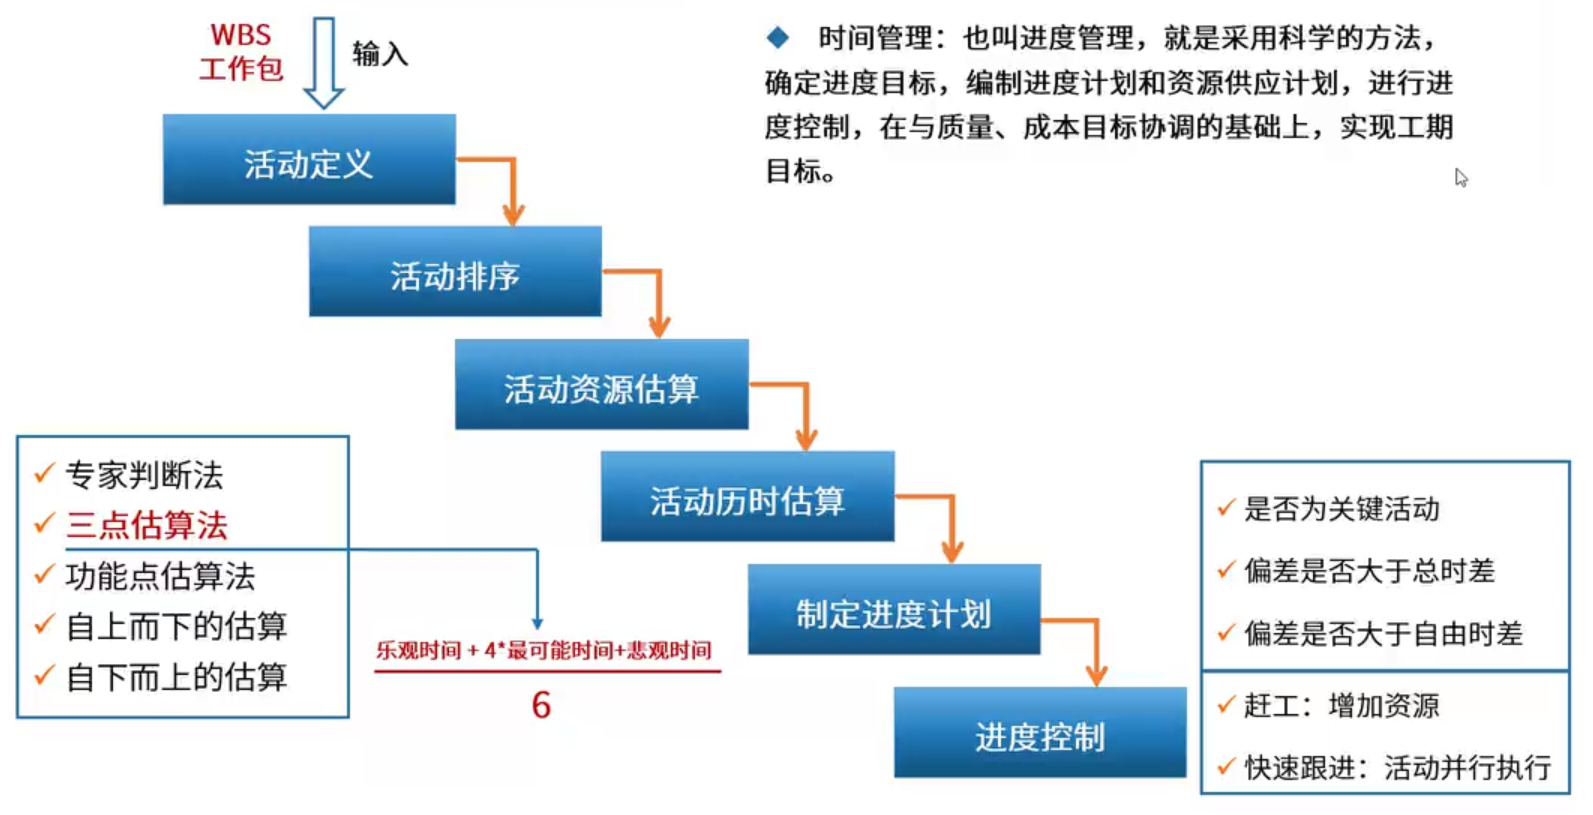 WBS
工作包
输入
◆ 时间管理：也叫进度管理，就是采用科学的方法，
确定进度目标，编制进度计划和资源供应计划，进行进
度控制，在与质量、成本目标协调的基础上，实现工期
目标。
活动定义
活动排序
活动资源估算
活动历时估算
制定进度计划
进度控制
✓ 专家判断法
✓ 三点估算法
✓ 功能点估算法
✓ 自上而下的估算
✓ 自下而上的估算
乐观时间 + 4*最可能时间+悲观时间
6
✓ 是否为关键活动
✓ 偏差是否大于总时差
✓ 偏差是否大于自由时差
✓ 赶工：增加资源
✓ 快速跟进：活动并行执行